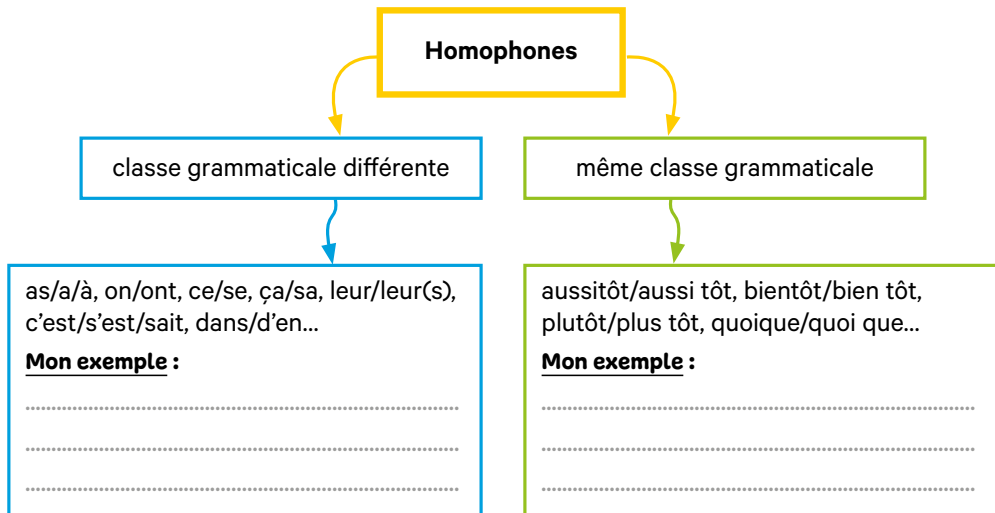 Homophones
classe grammaticale différente
même classe grammaticale
as/a/à, on/ont, ce/se, ça/sa, leur/leur(s),
c’est/s’est/sait, dans/d’en...
Mon exemple :
aussitôt/aussi tôt, bientôt/bien tôt,
plutôt/plus tôt, quoique/quoi que...
Mon exemple :